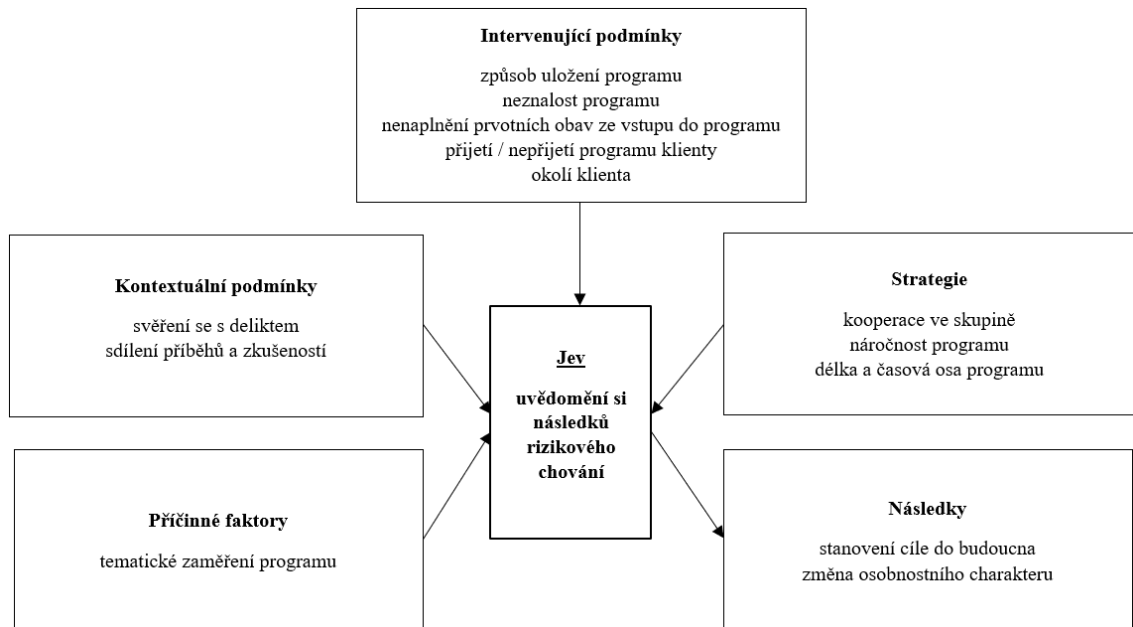 Intervenující podmínky
způsob uložení programu
neznalost programu
nenaplnění prvotních obav ze vstupu do programu
přijetí / nepřijetí programu klienty
okolí klienta
Kontextuální podmínky
svěření se s deliktem
sdílení příběhů a zkušeností
Strategie
kooperace ve skupině
náročnost programu
délka a časová osa programu
Jev
uvědomění si
následků
rizikového
chování
Příčinné faktory
tematické zaměření programu
Následky
stanovení cíle do budoucna
změna osobnostního charakteru